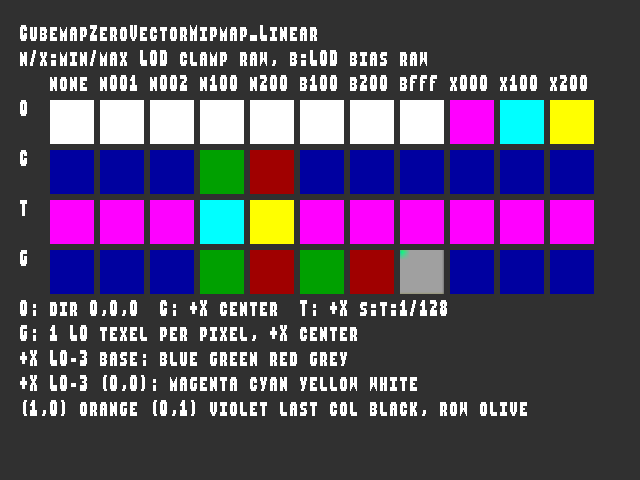 CubemapZeroVectorMipmap_Linear
N/X:MIN/MAX LOD CLAMP RAW, B:LOD BIAS RAW
NONE N001 N002 N100 N200 B100 B200 BFFF X000 X100 X200
0
C
T
G
0: DIR 0,0,0 C: +X CENTER T: +X S:T:1/128
G: 1 L0 TEXEL PER PIXEL, +X CENTER
+X L0-3 BASE: BLUE GREEN RED GREY
+X L0-3 (0,0): MAGENTA CYAN YELLOW WHITE
(1,0) ORANGE (0,1) VIOLET LAST COL BLACK, ROW OLIVE